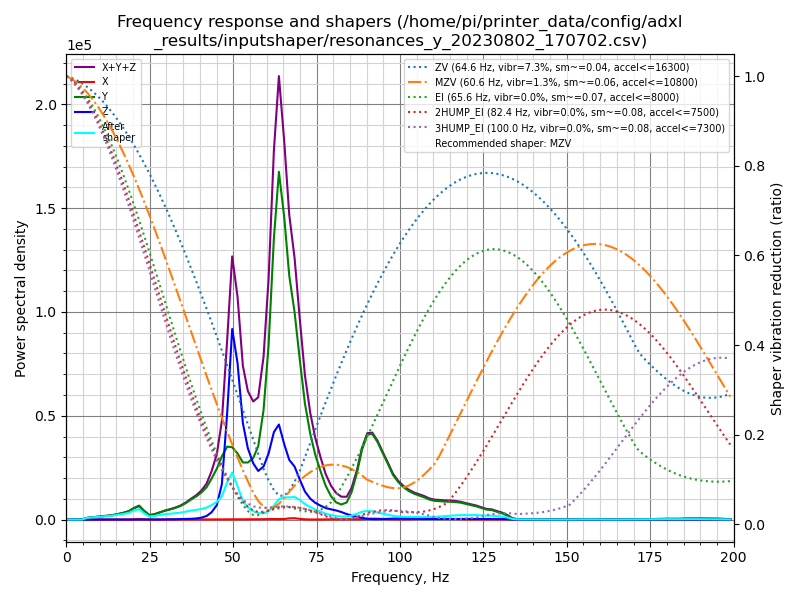 Frequency response and shapers (/home/pi/printer_data/config/adxl
_results/inputshaper/resonances_y_20230802_170702.csv)
1e5
X+Y+Z
X
Y
Z
After
shaper
ZV (64.6 Hz, vibr=7.3%, sm~=0.04, accel<=16300)
MZV (60.6 Hz, vibr=1.3%, sm~=0.06, accel<=10800)
EI (65.6 Hz, vibr=0.0%, sm~=0.07, accel<=8000)
2HUMP_EI (82.4 Hz, vibr=0.0%, sm~=0.08, accel<=7500)
3HUMP_EI (100.0 Hz, vibr=0.0%, sm~=0.08, accel<=7300)
Recommended shaper: MZV
Power spectral density
2.0
1.5
1.0
0.5
0.0
1.0
0.8
0.6
0.4
0.2
0.0
Shaper vibration reduction (ratio)
0 25 50 75 100 125 150 175 200
Frequency, Hz